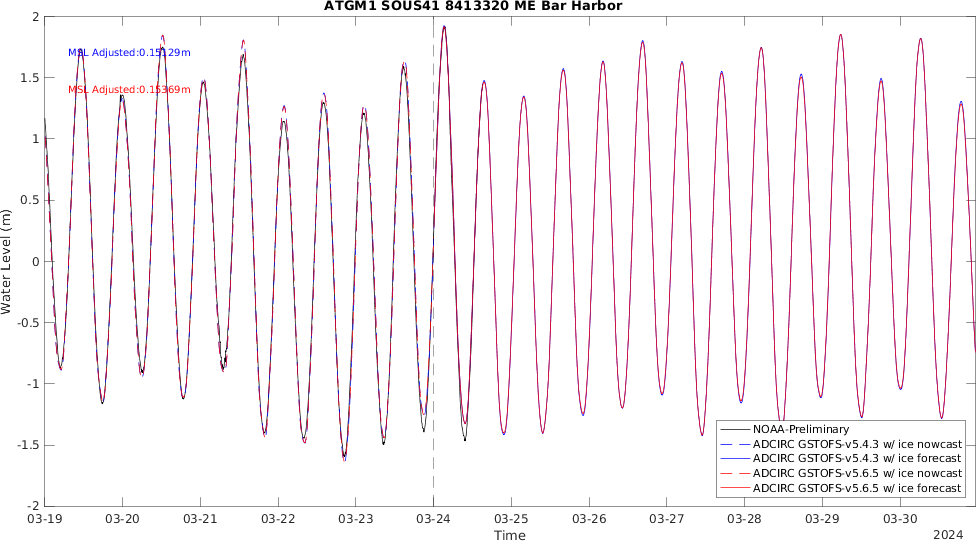 ATGM1 SOUS41 8413320 ME Bar Harbor
2
1.5
1
0.5
0
-0.5
-1
-1.5
-2
Water Level (m)
MSL Adjusted:0.15129m
MSL Adjusted:0.15369m
NOAA-Preliminary
ADCIRC GSTOFS-v5.4.3 w/ ice nowcast
ADCIRC GSTOFS-v5.4.3 w/ ice forecast
ADCIRC GSTOFS-v5.6.5 w/ ice nowcast
ADCIRC GSTOFS-v5.6.5 w/ ice forecast
03-19 03-20 03-21 03-22 03-23 03-24 03-25 03-26 03-27 03-28 03-29 03-30
Time
2024